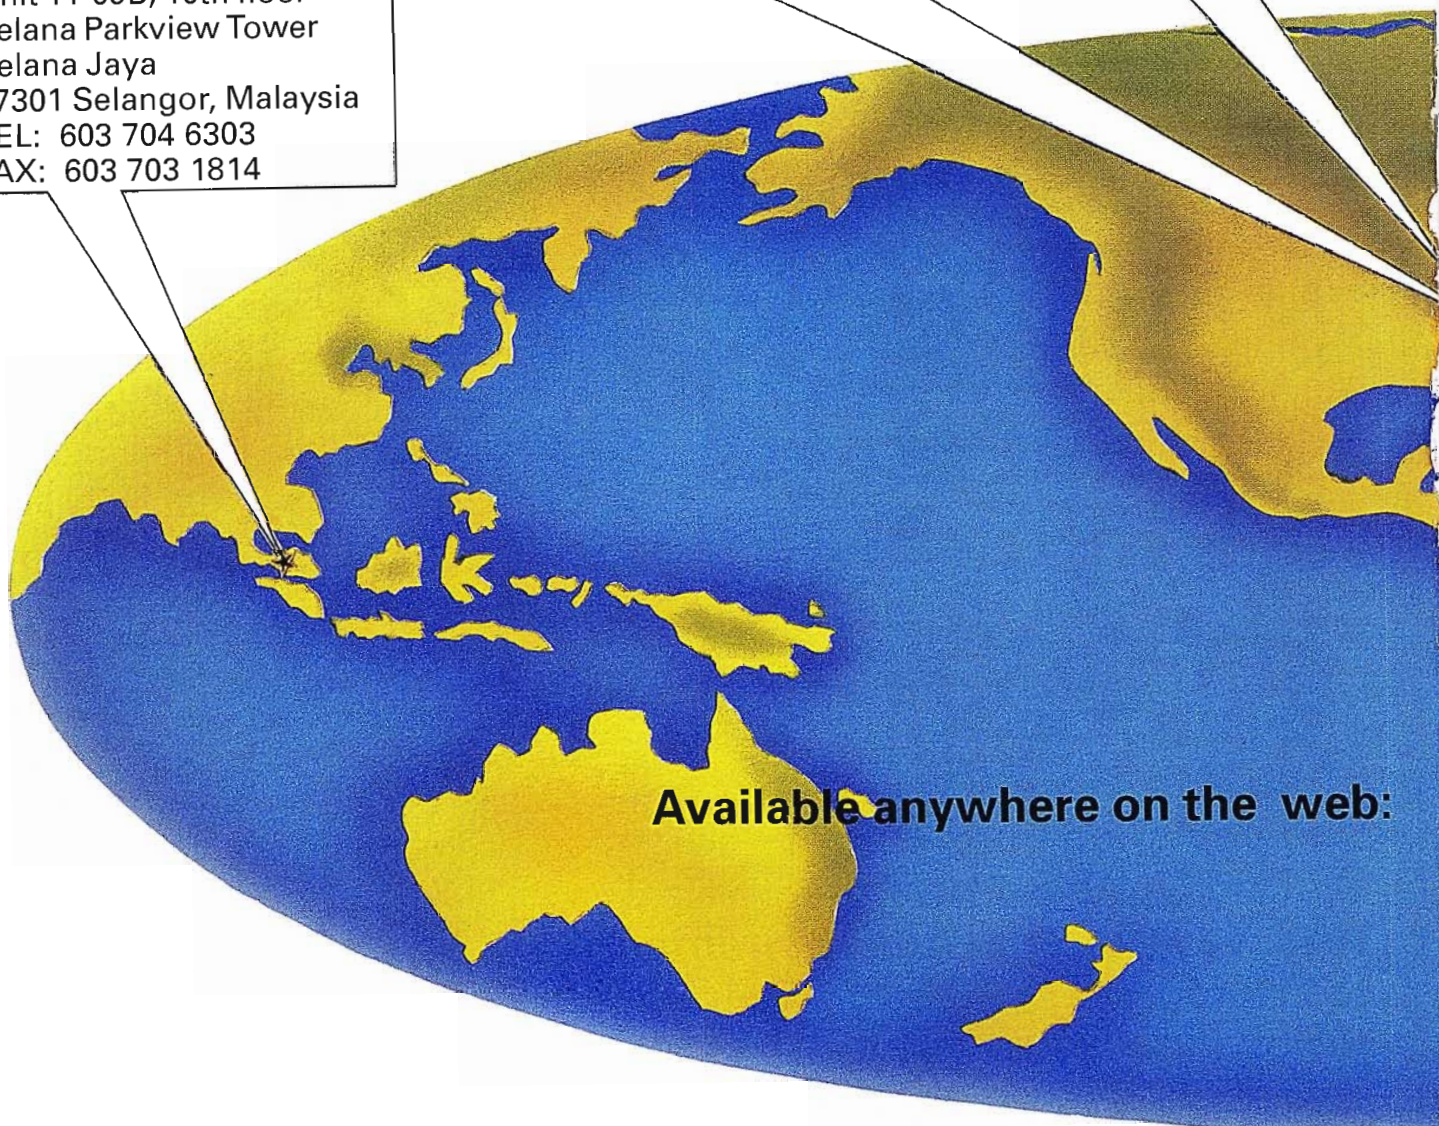 elana Parkview Tower
elana Jaya
7301 Selangor, Malaysia
EL: 603 704 6303
AX: 603 703 1814
Available anywhere on the web: